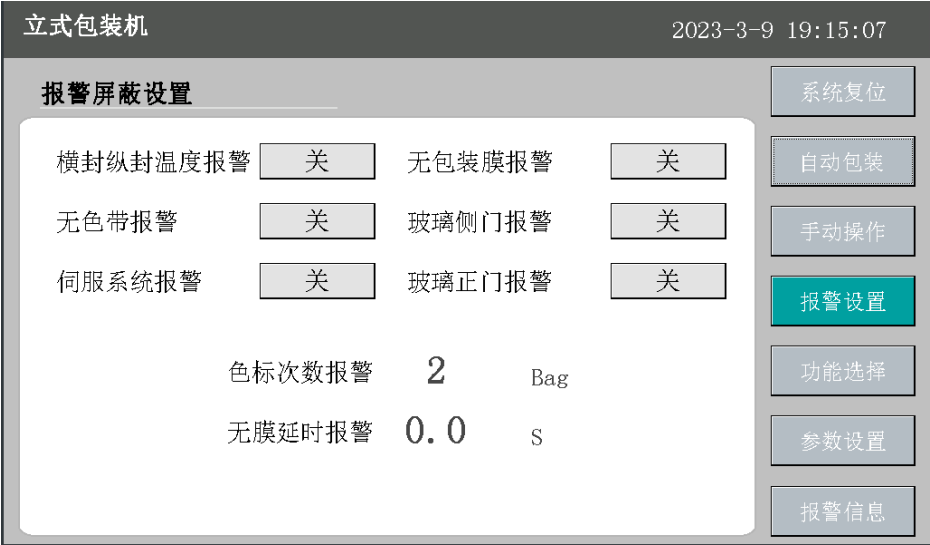 立式包装机
2023-3-9 19:15:07
报警屏蔽设置
横封纵封温度报警 关 无包装膜报警 关
无色带报警 关 玻璃侧门报警 关
伺服系统报警 关 玻璃正门报警 关
色标次数报警 2 Bag
无膜延时报警 0.0 S
系统复位
自动包装
手动操作
报警设置
功能选择
参数设置
报警信息